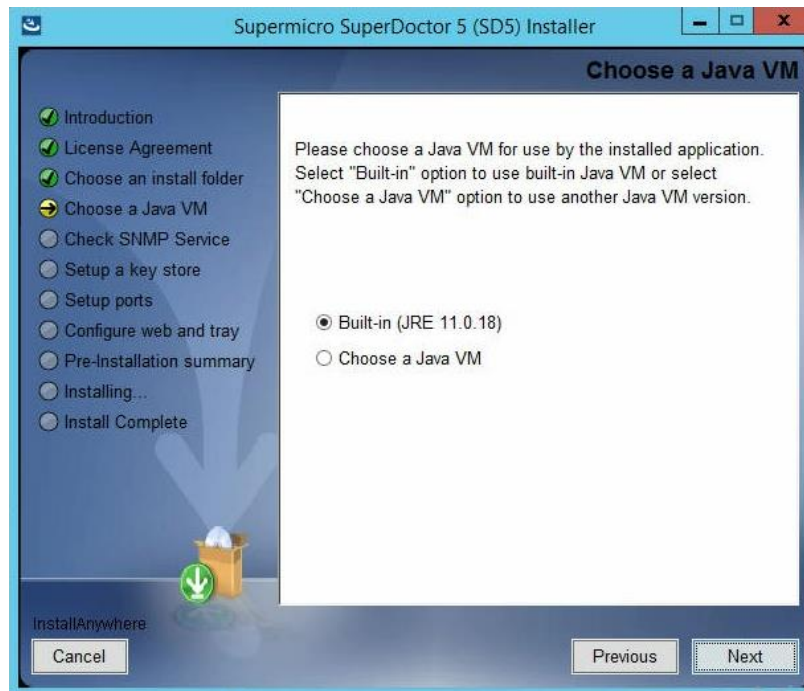 Supermicro SuperDoctor 5 (SD5) Installer
Choose a Java VM
Introduction
License Agreement
Choose an install folder
Choose a Java VM
Check SNMP Service
Setup a key store
Setup ports
Configure web and tray
Pre-Installation summary
Installing...
Install Complete
Please choose a Java VM for use by the installed application.
Select "Built-in" option to use built-in Java VM or select
"Choose a Java VM" option to use another Java VM version.
Built-in (JRE 11.0.18)
Choose a Java VM
InstallAnywhere
Cancel
Previous
Next